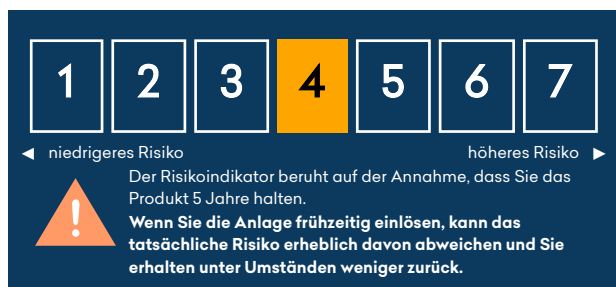 1 2 3 4 5 6 7
◄ niedrigeres Risiko höheres Risiko ►
Der Risikoindikator beruht auf der Annahme, dass Sie das
Produkt 5 Jahre halten.
Wenn Sie die Anlage frühzeitig einlösen, kann das
tatsächliche Risiko erheblich davon abweichen und Sie
erhalten unter Umständen weniger zurück.
!